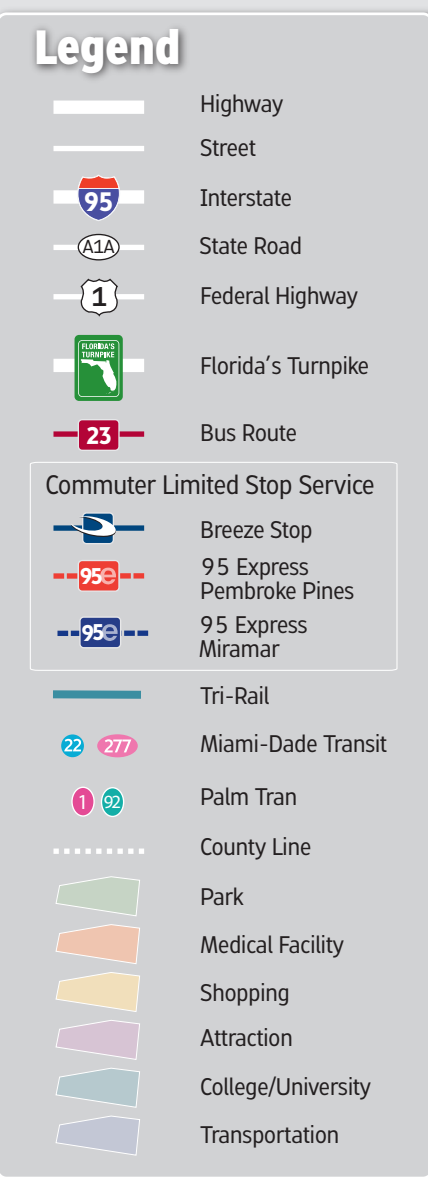 Legend
Highway
Street
95 Interstate
A1A State Road
1 Federal Highway
FLORIDA'S
TURNPIKE
Florida's Turnpike
23 Bus Route
Commuter Limited Stop Service
Breeze Stop
95e 95 Express
Pembroke Pines
95e 95 Express
Miramar
Tri-Rail
22 277 Miami-Dade Transit
1 92 Palm Tran
County Line
Park
Medical Facility
Shopping
Attraction
College/University
Transportation